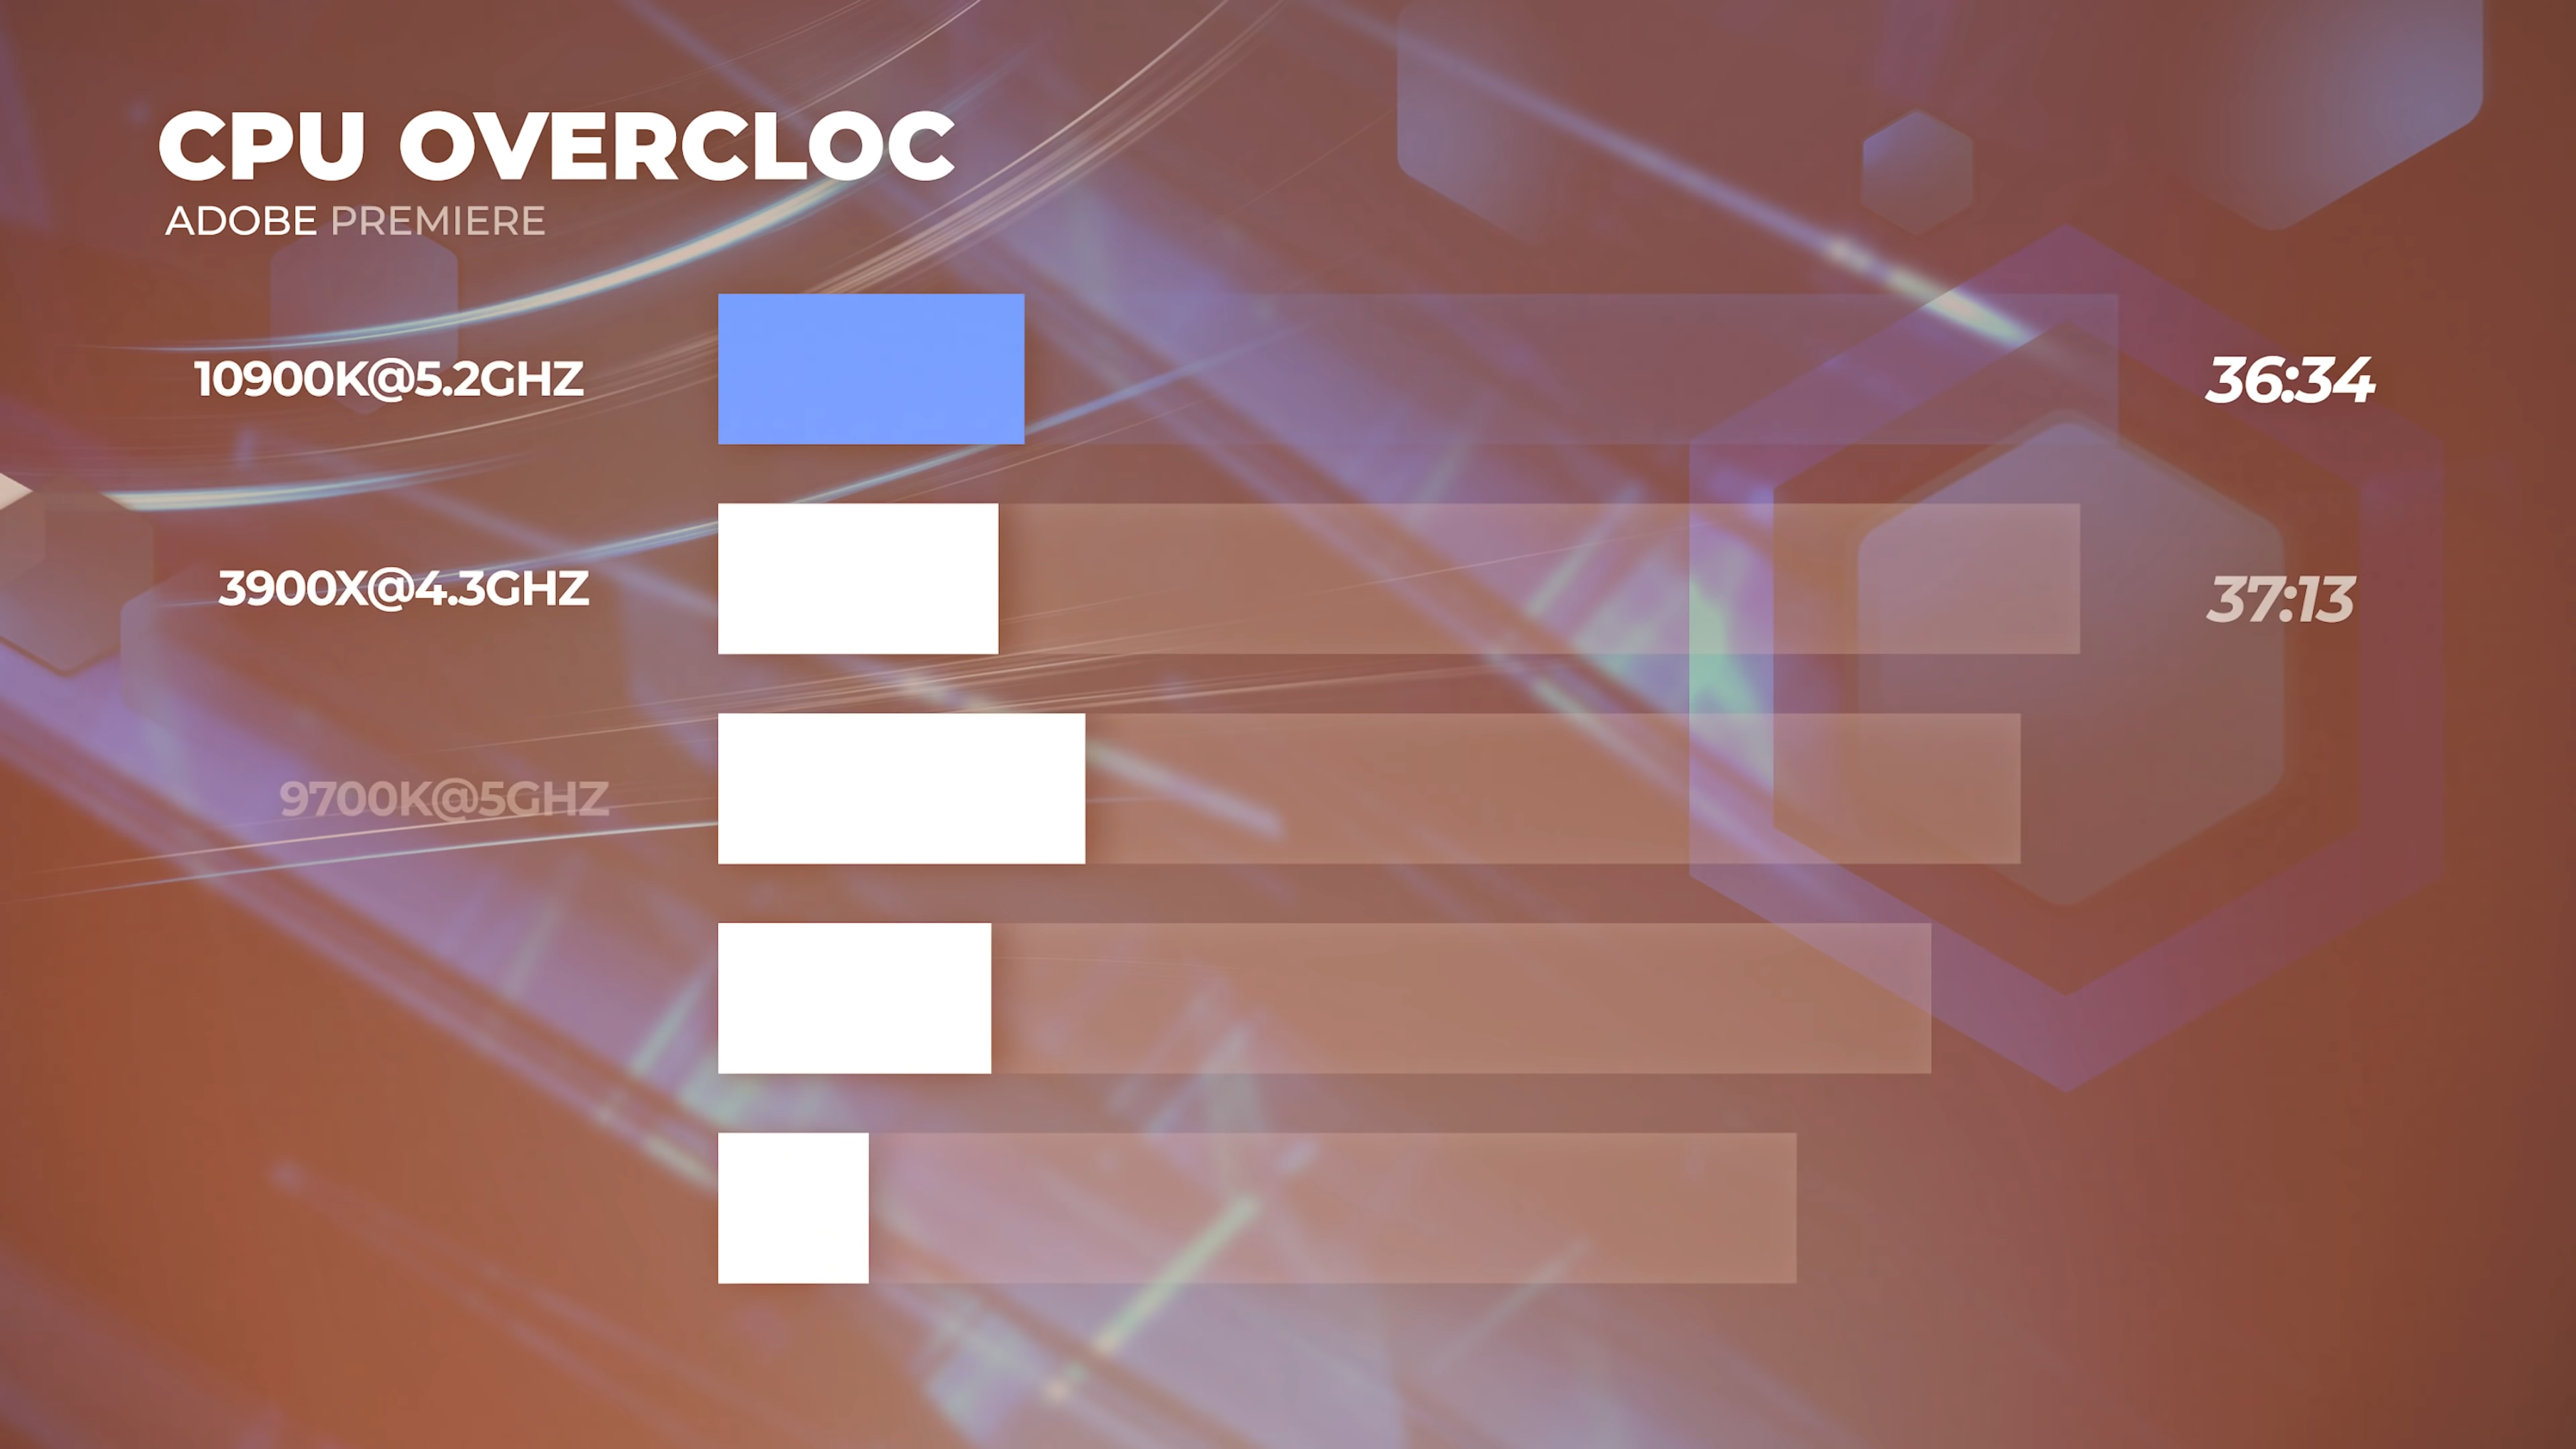 CPU OVERCLOC
ADOBE PREMIERE
10900K@5.2GHZ
36:34
3900X@4.3GHZ
37:13
9700K@5GHZ